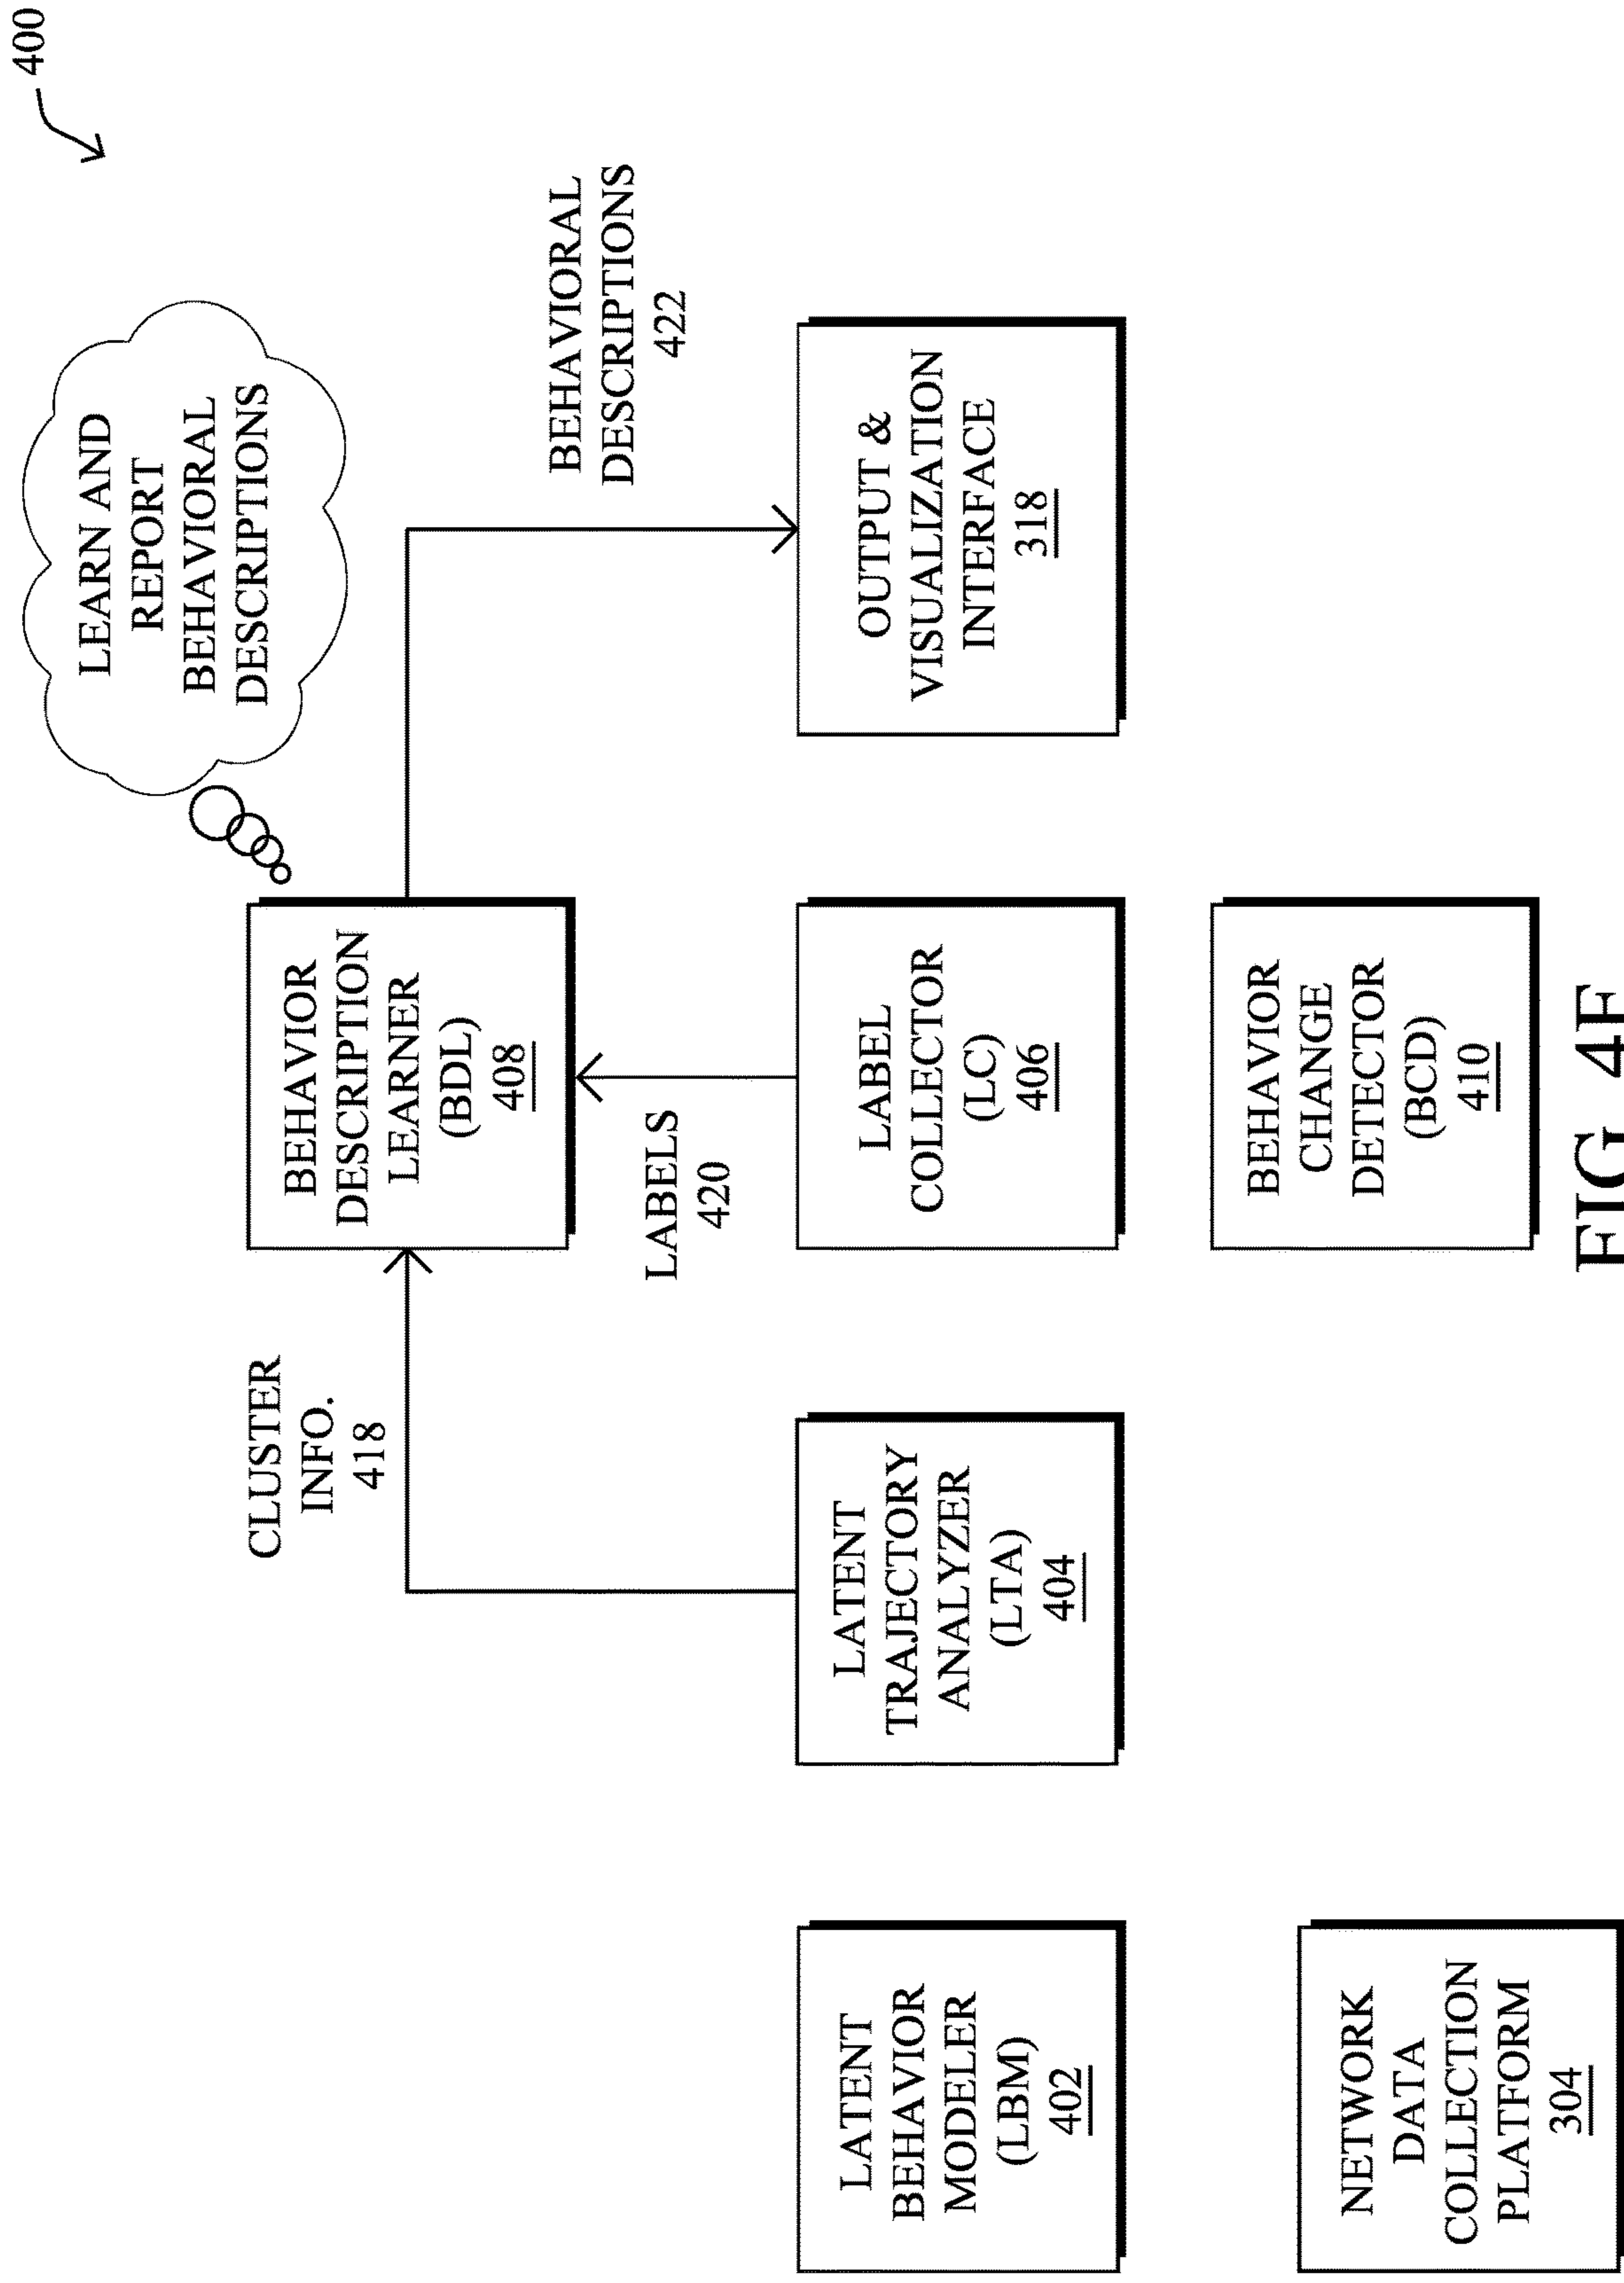 400
LEARN AND
REPORT
BEHAVIORAL
DESCRIPTIONS
CLUSTER
INFO.
418
BEHAVIOR
DESCRIPTION
LEARNER
(BDL)
408
BEHAVIORAL
DESCRIPTIONS
422
LABELS
420
LATENT
BEHAVIOR
MODELER
(LBM)
402
LATENT
TRAJECTORY
ANALYZER
(LTA)
404
LABEL
COLLECTOR
(LC)
406
OUTPUT &
VISUALIZATION
INTERFACE
318
NETWORK
DATA
COLLECTION
PLATFORM
304
BEHAVIOR
CHANGE
DETECTOR
(BCD)
410
FIG